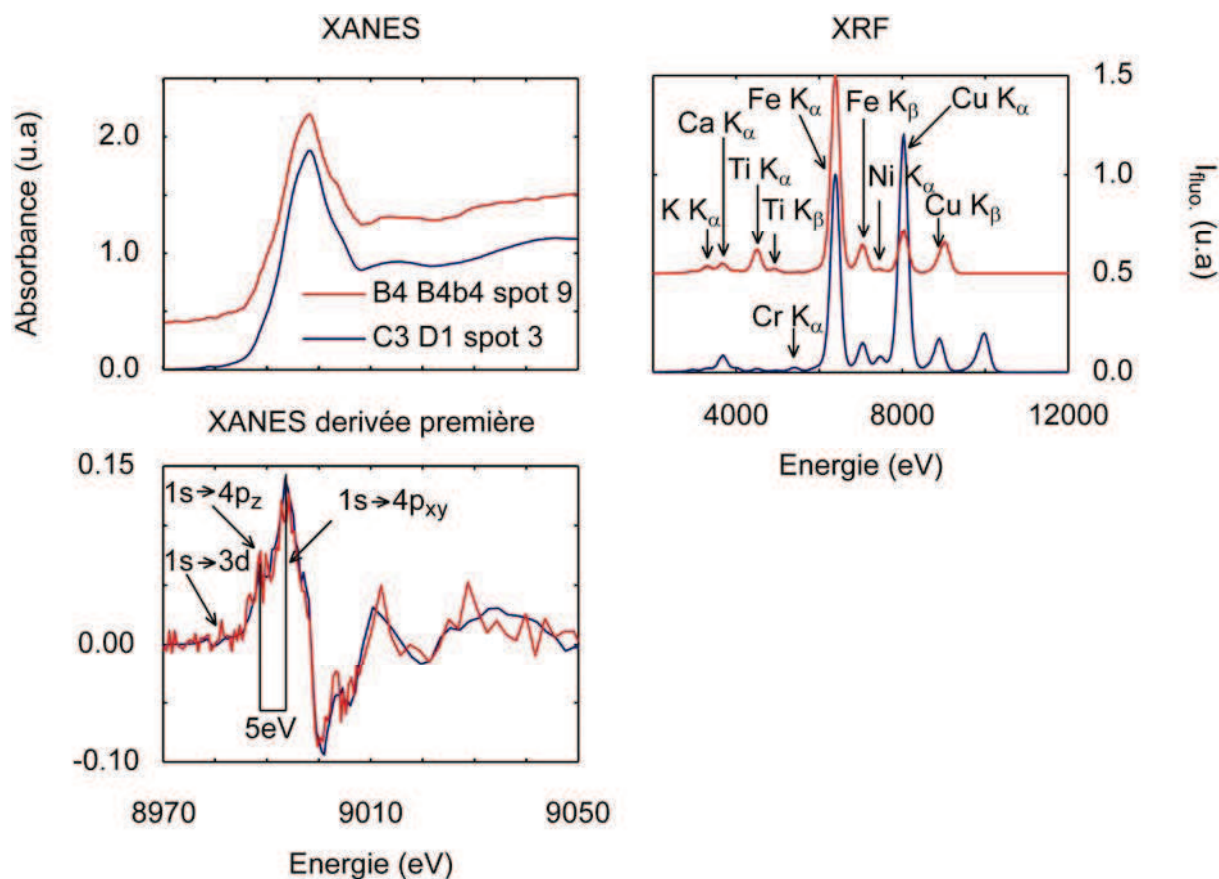 XANES
Absorbance (u.a)
2.0
1.0
0.0
B4 B4b4 spot 9
C3 D1 spot 3
XRF
Fe Kα
Fe Kβ
Cu Kα
Ca Kα
Ti Kα
Ni Kα
K Kα
Ti Kβ
Cu Kβ
Cr Kα
1.5
1.0
0.5
0.0
I fluo. (u.a)
4000
8000
12000
Energie (eV)
XANES derivée première
0.15
0.00
-0.10
1s→4pz
1s→4pxy
1s→3d
5eV
8970
9010
9050
Energie (eV)